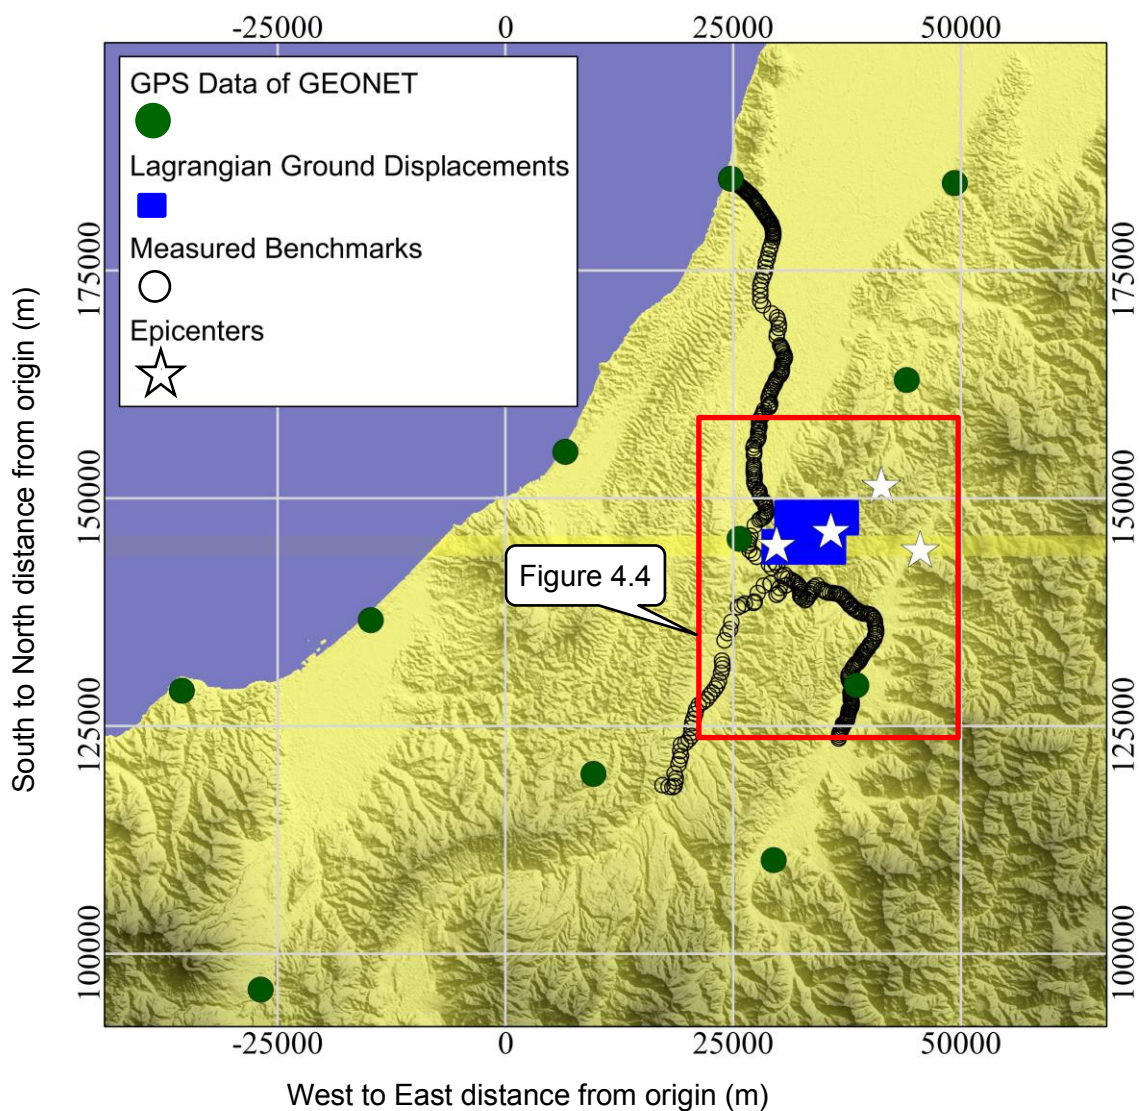 -25000
0
25000
50000
GPS Data of GEONET
Lagrangian Ground Displacements
Measured Benchmarks
Epicenters
175000
150000
125000
100000
South to North distance from origin (m)
Figure 4.4
175000
150000
125000
100000
-25000
0
25000
50000
West to East distance from origin (m)